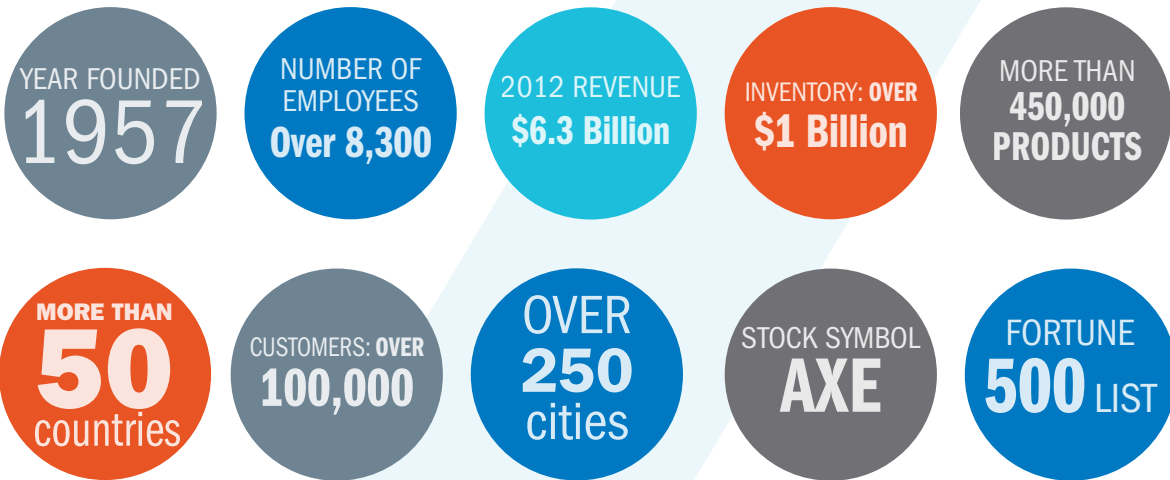 YEAR FOUNDED
1957
NUMBER OF
EMPLOYEES
Over 8,300
2012 REVENUE
$6.3 Billion
INVENTORY: OVER
$1 Billion
MORE THAN
450,000
PRODUCTS
MORE THAN
50
countries
CUSTOMERS: OVER
100,000
OVER
250
cities
STOCK SYMBOL
AXE
FORTUNE
500 LIST